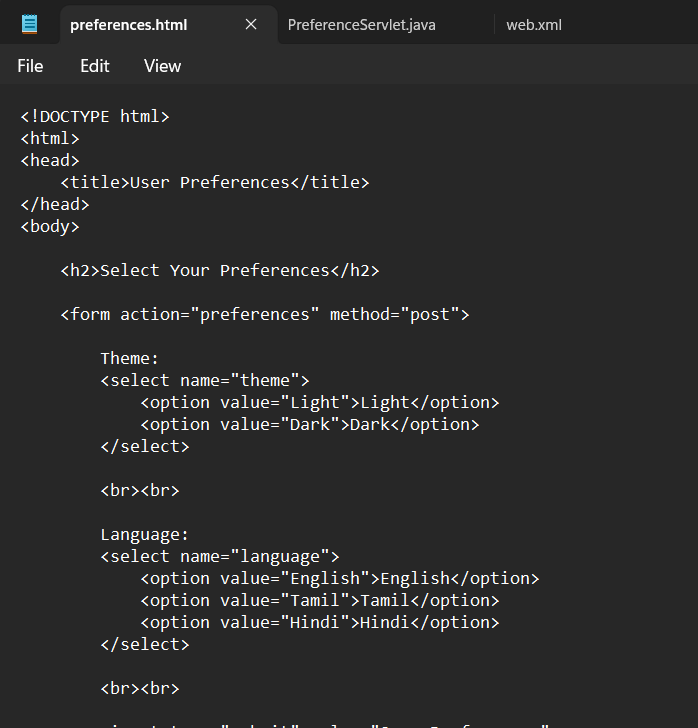 preferences.html
PreferenceServlet.java
web.xml
File Edit View
<!DOCTYPE html>
<html>
<head>
    <title>User Preferences</title>
</head>
<body>
    <h2>Select Your Preferences</h2>
    <form action="preferences" method="post">
        Theme:
        <select name="theme">
            <option value="Light">Light</option>
            <option value="Dark">Dark</option>
        </select>
        <br><br>
        Language:
        <select name="language">
            <option value="English">English</option>
            <option value="Tamil">Tamil</option>
            <option value="Hindi">Hindi</option>
        </select>
        <br><br>